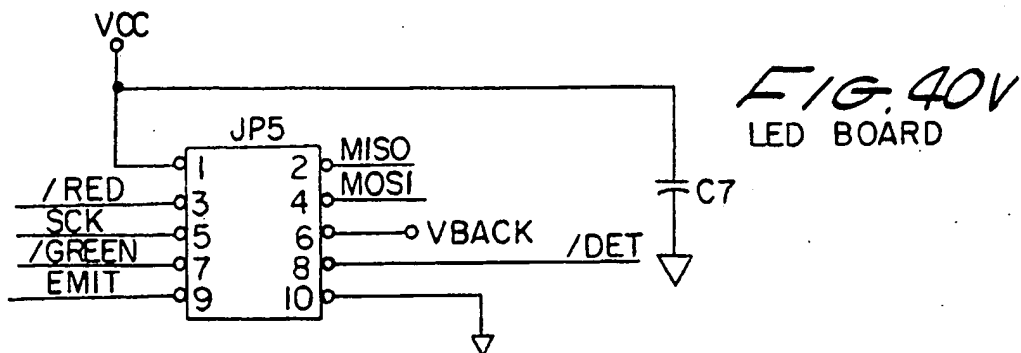 VCC
FIG. 40V
LED BOARD
JP5
1 2 MISO
/RED 3 4 MOSI
SCK 5 6 VBACK
/GREEN 7 8 /DET
EMIT 9 10
C7